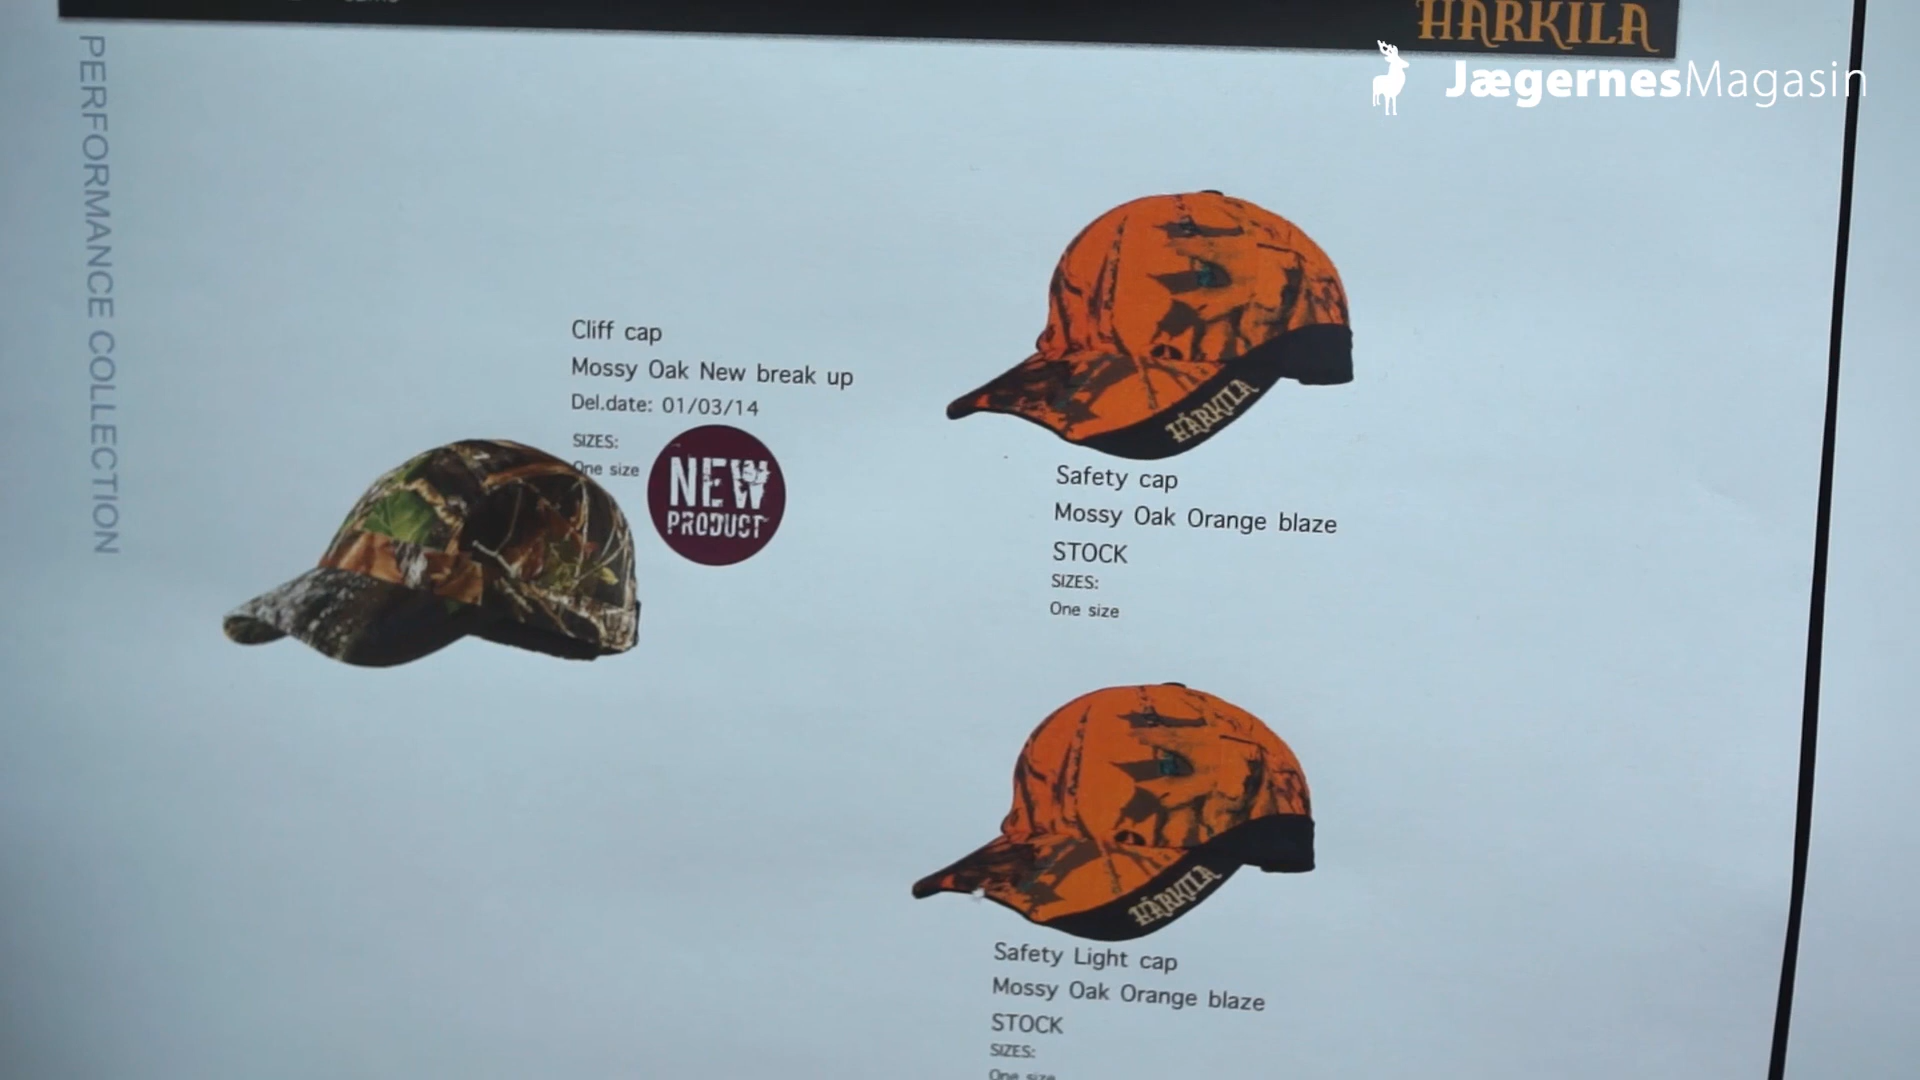 HÄRKILA
JægernesMagasin
PERFORMANCE COLLECTION
Cliff cap
Mossy Oak New break up
Del.date: 01/03/14
SIZES:
One size
NEW
PRODUCT
HÄRKILA
Safety cap
Mossy Oak Orange blaze
STOCK
SIZES:
One size
HÄRKILA
Safety Light cap
Mossy Oak Orange blaze
STOCK
SIZES:
One size